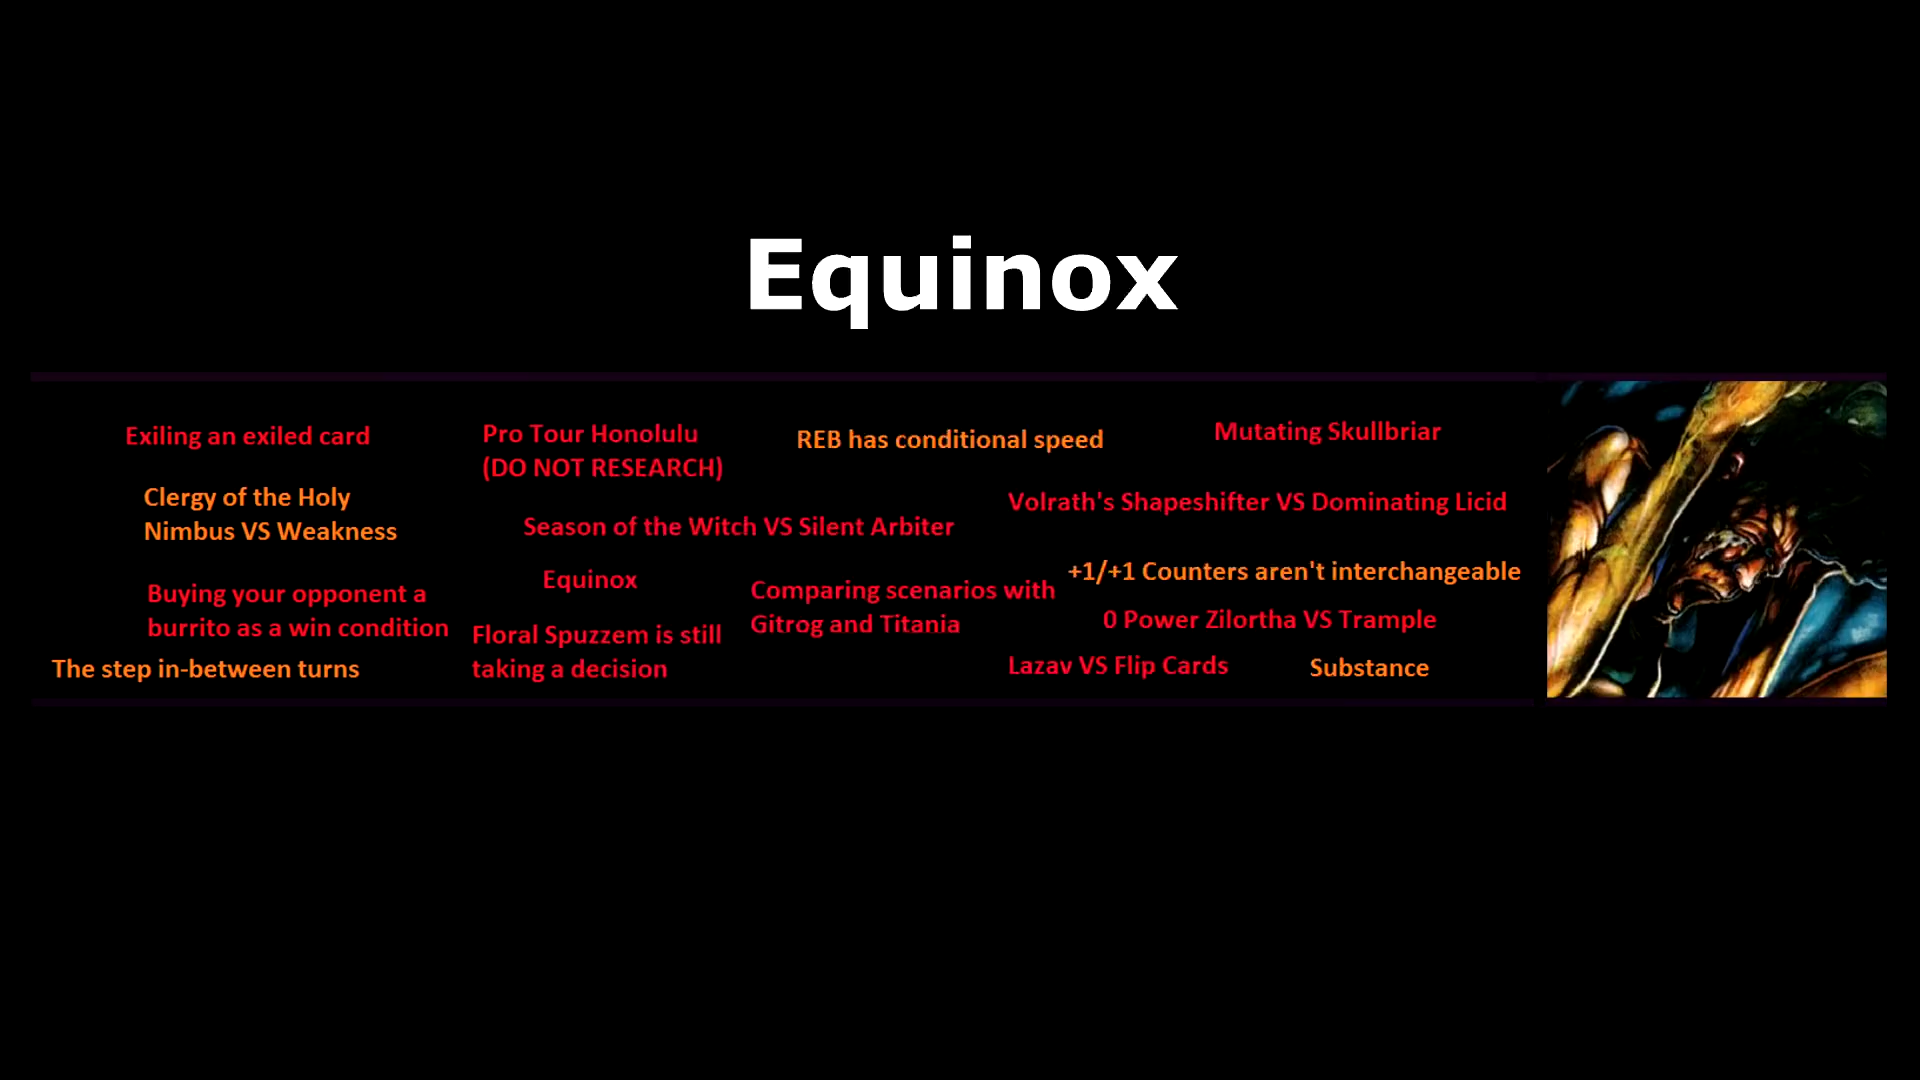 Equinox
Exiling an exiled card
Pro Tour Honolulu
(DO NOT RESEARCH)
REB has conditional speed
Mutating Skullbriar
Clergy of the Holy
Nimbus VS Weakness
Season of the Witch VS Silent Arbiter
Volrath's Shapeshifter VS Dominating Licid
Buying your opponent a
burrito as a win condition
Equinox
Comparing scenarios with
Gitrog and Titania
+1/+1 Counters aren't interchangeable
0 Power Zilortha VS Trample
The step in-between turns
Floral Spuzzem is still
taking a decision
Lazav VS Flip Cards
Substance